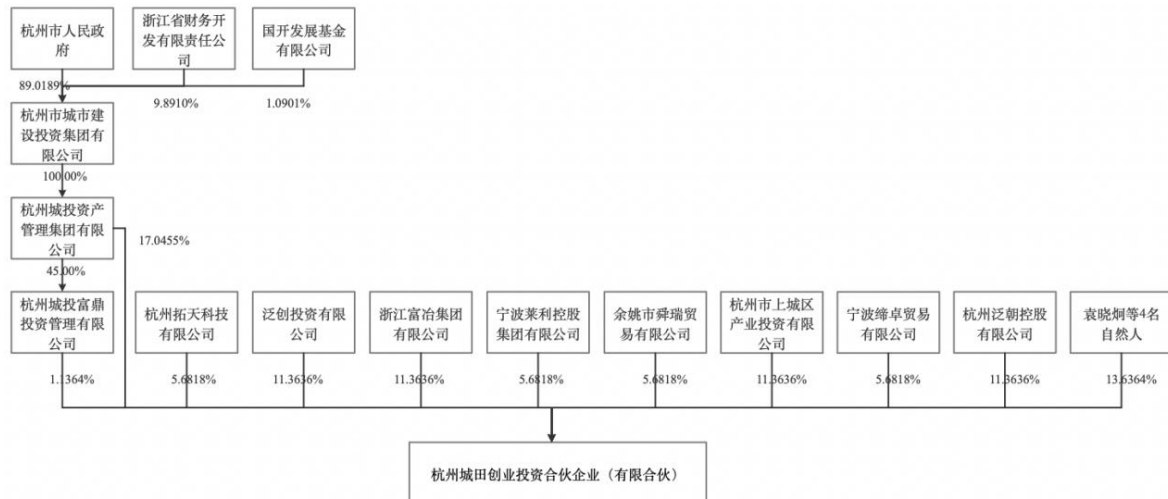 杭州市人民政
府
浙江省财务开
发有限责任公
司
国开发展基金
有限公司
89.0189%
9.8910%
1.0901%
杭州市城市建
设投资集团有
限公司
100.00%
杭州城投资产
管理集团有限
公司
17.0455%
45.00%
杭州城投富鼎
投资管理有限
公司
杭州拓天科技
有限公司
泛创投资有限
公司
浙江富冶集团
有限公司
宁波莱利控股
集团有限公司
余姚市舜瑞贸
易有限公司
杭州市上城区
产业投资有限
公司
宁波缔卓贸易
有限公司
杭州泛朝控股
有限公司
袁晓炯等4名
自然人
1.1364%
5.6818%
11.3636%
11.3636%
5.6818%
5.6818%
11.3636%
5.6818%
11.3636%
13.6364%
杭州城田创业投资合伙企业（有限合伙）